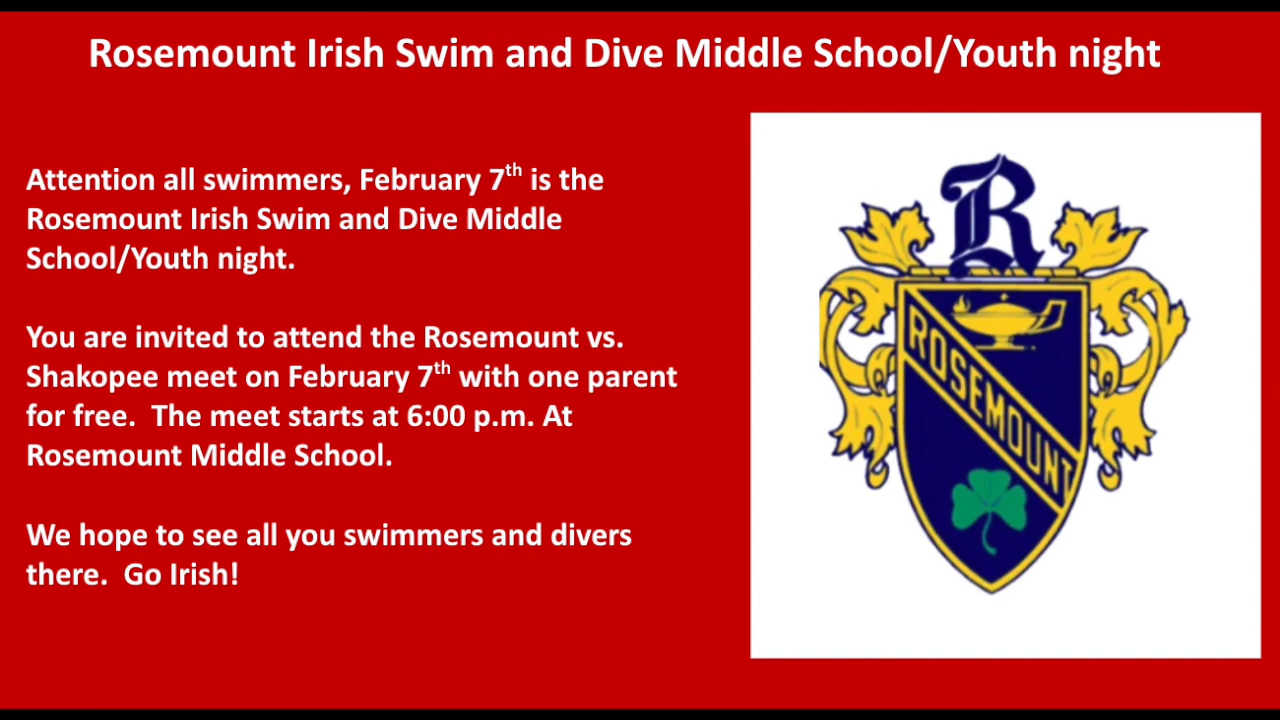 Rosemount Irish Swim and Dive Middle School/Youth night
Attention all swimmers, February 7th is the
Rosemount Irish Swim and Dive Middle
School/Youth night.
You are invited to attend the Rosemount vs.
Shakopee meet on February 7th with one parent
for free.  The meet starts at 6:00 p.m. At
Rosemount Middle School.
We hope to see all you swimmers and divers
there.  Go Irish!
R
ROSEMOUNT